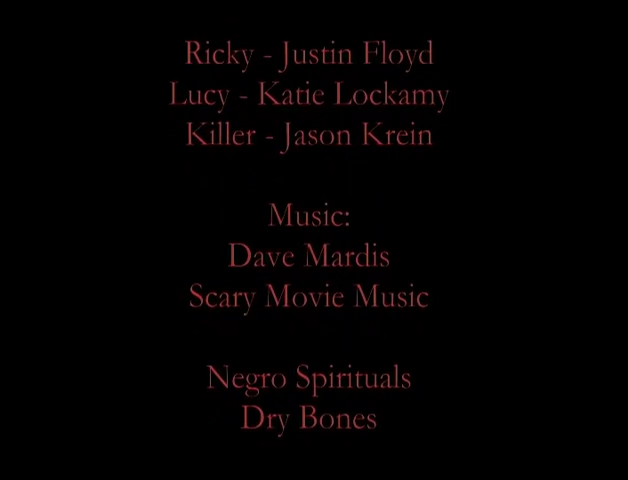 Ricky - Justin Floyd
Lucy - Katie Lockamy
Killer - Jason Krein
Music:
Dave Mardis
Scary Movie Music
Negro Spirituals
Dry Bones